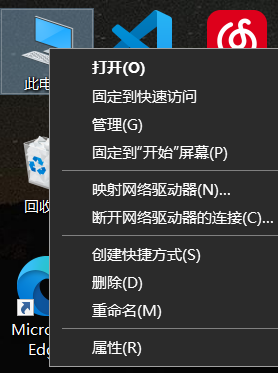 此电
打开(O)
固定到快速访问
管理(G)
固定到“开始”屏幕(P)
映射网络驱动器(N)...
断开网络驱动器的连接(C)...
回收
创建快捷方式(S)
删除(D)
重命名(M)
Micro
Edg
属性(R)